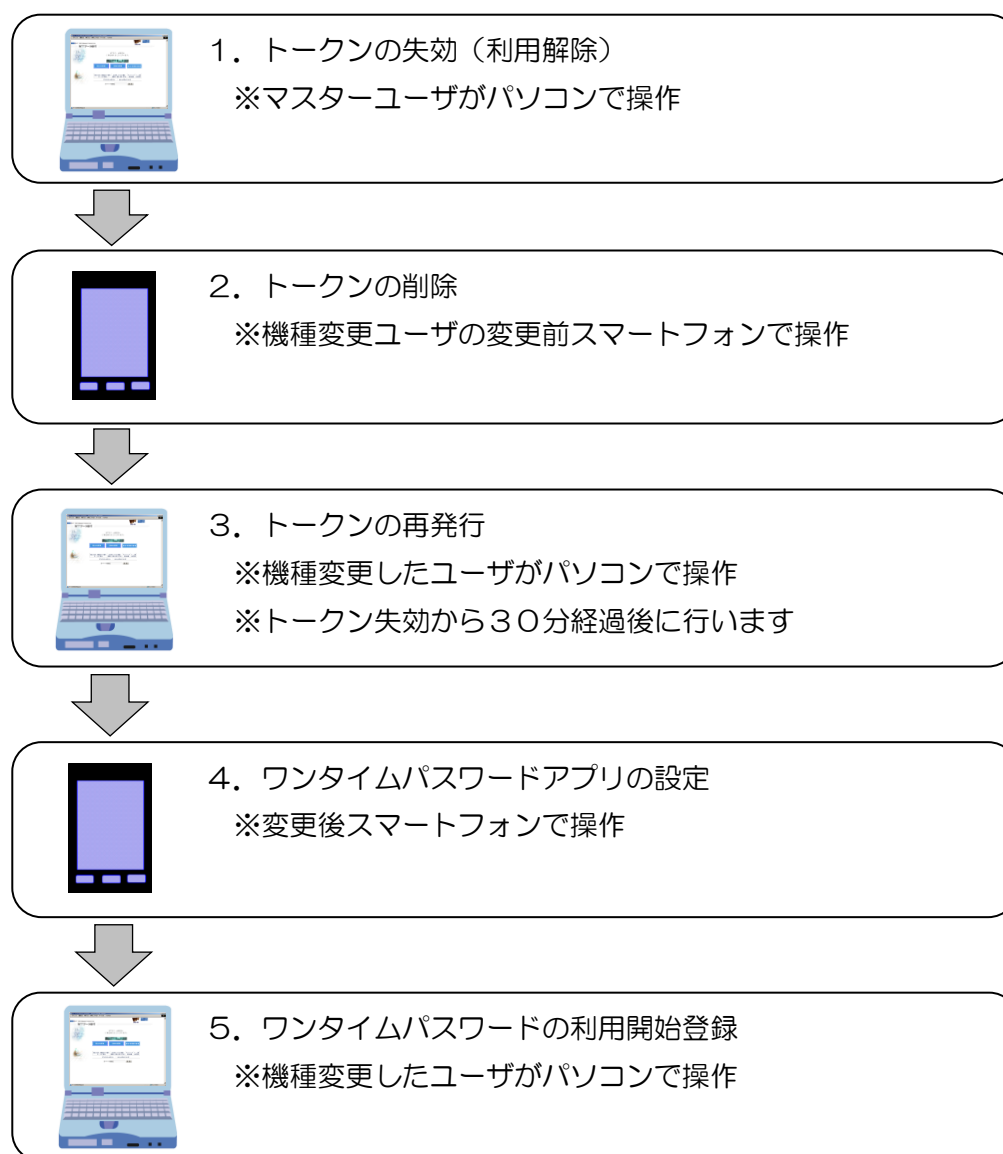 １．トークンの失効（利用解除）
※マスターユーザがパソコンで操作
２．トークンの削除
※機種変更ユーザの変更前スマートフォンで操作
３．トークンの再発行
※機種変更したユーザがパソコンで操作
※トークン失効から３０分経過後に行います
４．ワンタイムパスワードアプリの設定
※変更後スマートフォンで操作
５．ワンタイムパスワードの利用開始登録
※機種変更したユーザがパソコンで操作